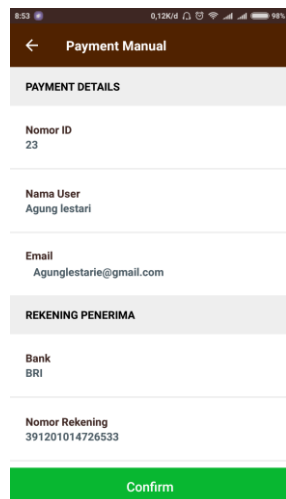 8:53 0,12K/d 98%
Payment Manual
PAYMENT DETAILS
Nomor ID
23
Nama User
Agung lestari
Email
Agunglestarie@gmail.com
REKENING PENERIMA
Bank
BRI
Nomor Rekening
391201014726533
Confirm